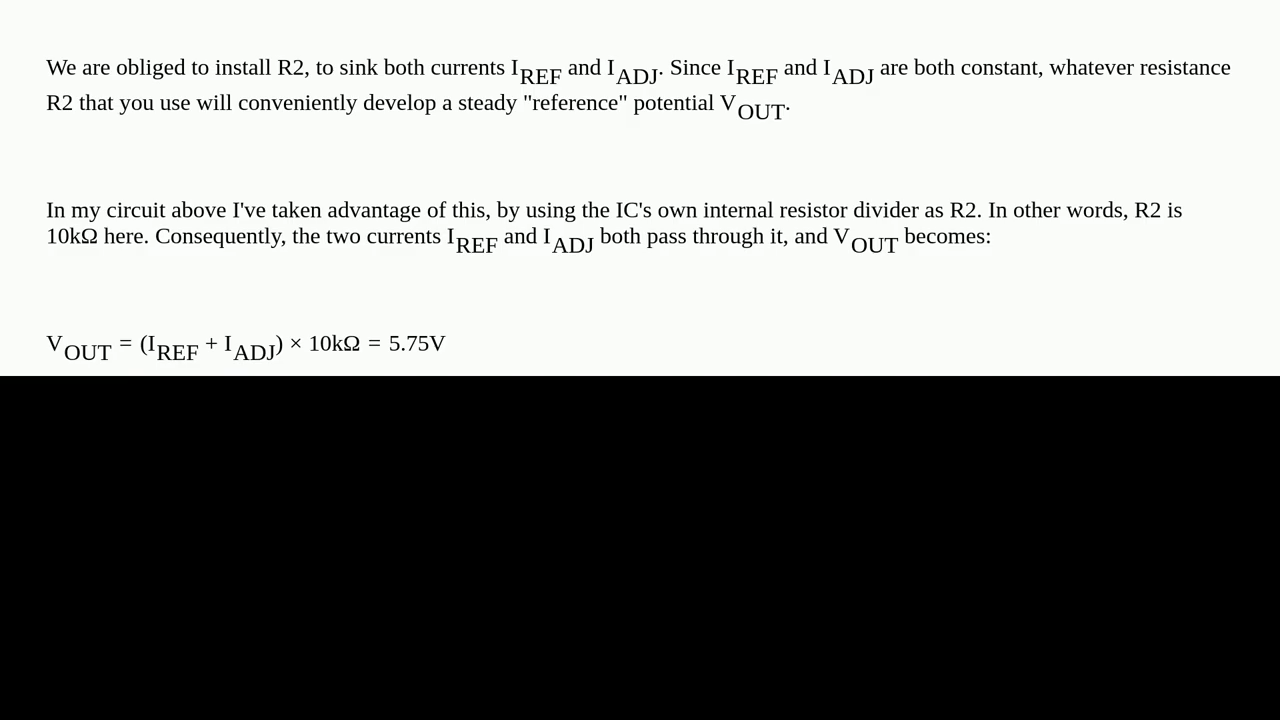 We are obliged to install R2, to sink both currents IREF and IADJ. Since IREF and IADJ are both constant, whatever resistance
R2 that you use will conveniently develop a steady "reference" potential VOUT.
In my circuit above I've taken advantage of this, by using the IC's own internal resistor divider as R2. In other words, R2 is
10kΩ here. Consequently, the two currents IREF and IADJ both pass through it, and VOUT becomes:
VOUT = (IREF + IADJ) × 10kΩ = 5.75V